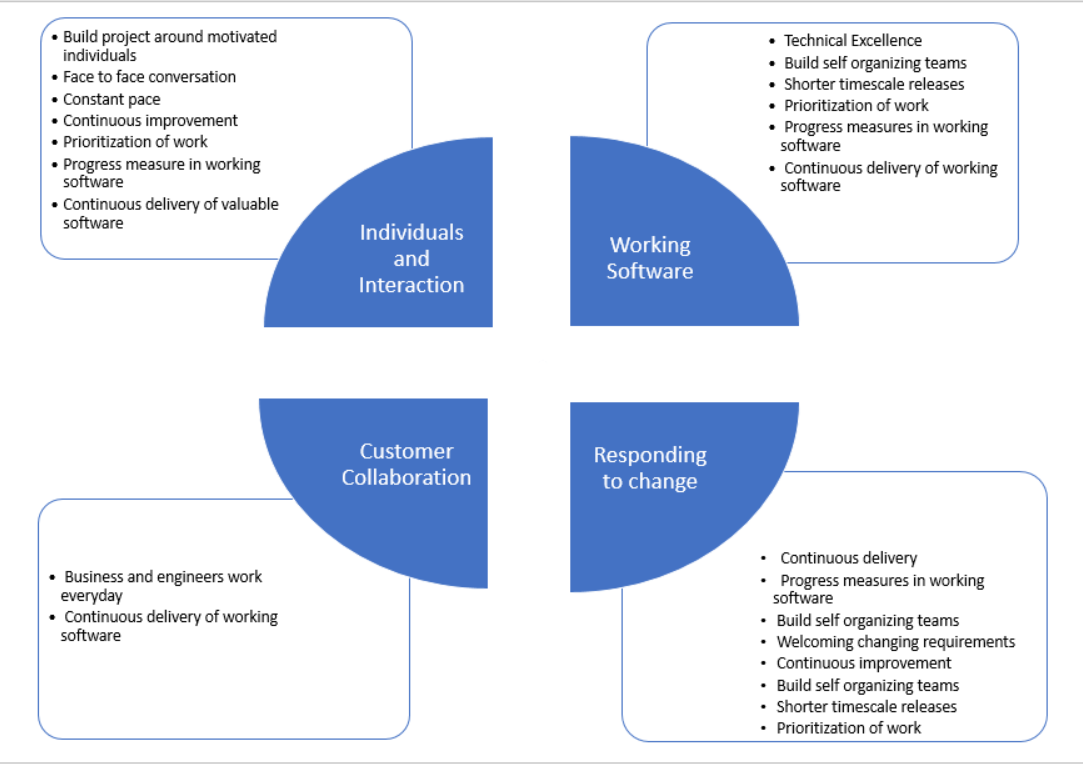 • Build project around motivated
individuals
• Face to face conversation
• Constant pace
• Continuous improvement
• Prioritization of work
• Progress measure in working
software
• Continuous delivery of valuable
software
Individuals
and
Interaction
• Technical Excellence
• Build self organizing teams
• Shorter timescale releases
• Prioritization of work
• Progress measures in working
software
• Continuous delivery of working
software
Working
Software
Customer
Collaboration
• Business and engineers work
everyday
• Continuous delivery of working
software
Responding
to change
• Continuous delivery
• Progress measures in working
software
• Build self organizing teams
• Welcoming changing requirements
• Continuous improvement
• Build self organizing teams
• Shorter timescale releases
• Prioritization of work